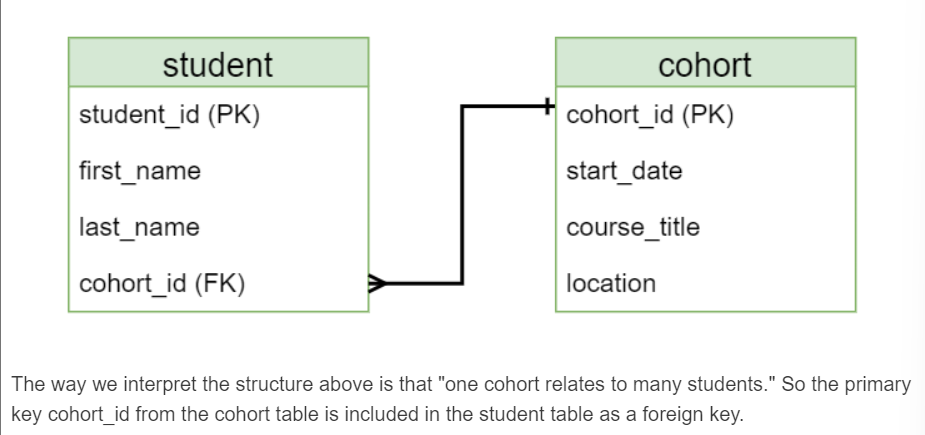 student
student_id (PK)
first_name
last_name
cohort_id (FK)
cohort
cohort_id (PK)
start_date
course_title
location
The way we interpret the structure above is that "one cohort relates to many students." So the primary
key cohort_id from the cohort table is included in the student table as a foreign key.